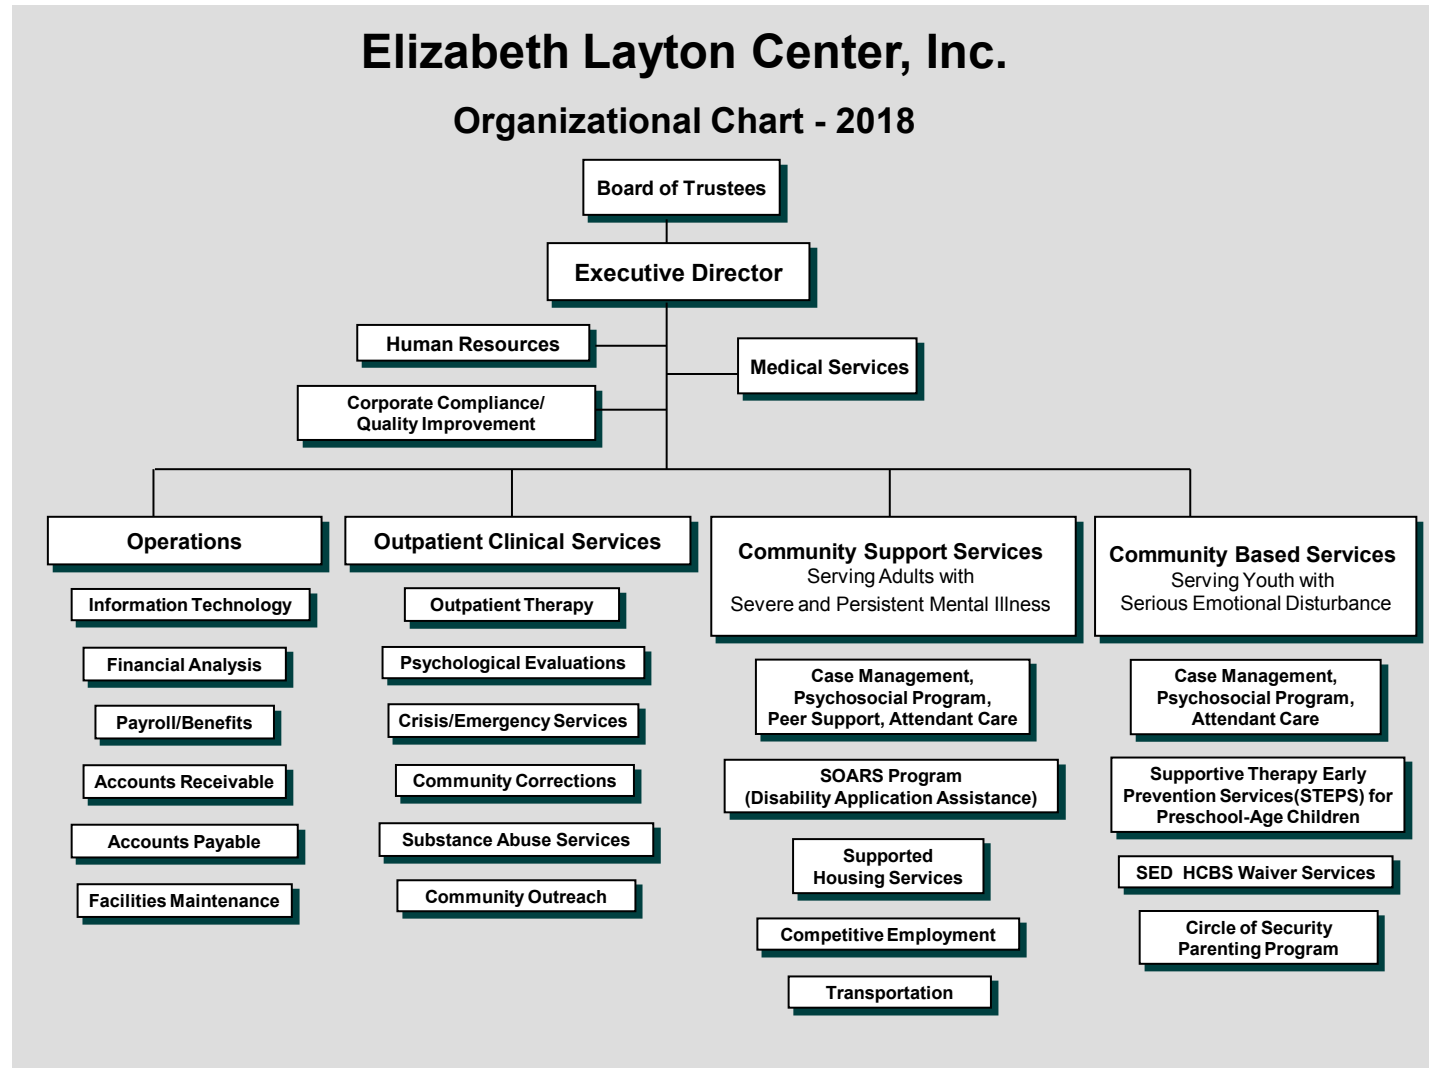 Elizabeth Layton Center, Inc.
Organizational Chart - 2018
Board of Trustees
Executive Director
Human Resources
Medical Services
Corporate Compliance/
Quality Improvement
Operations
Information Technology
Financial Analysis
Payroll/Benefits
Accounts Receivable
Accounts Payable
Facilities Maintenance
Outpatient Clinical Services
Outpatient Therapy
Psychological Evaluations
Crisis/Emergency Services
Community Corrections
Substance Abuse Services
Community Outreach
Community Support Services
Serving Adults with
Severe and Persistent Mental Illness
Case Management,
Psychosocial Program,
Peer Support, Attendant Care
SOARS Program
(Disability Application Assistance)
Supported
Housing Services
Competitive Employment
Transportation
Community Based Services
Serving Youth with
Serious Emotional Disturbance
Case Management,
Psychosocial Program,
Attendant Care
Supportive Therapy Early
Prevention Services(STEPS) for
Preschool-Age Children
SED HCBS Waiver Services
Circle of Security
Parenting Program